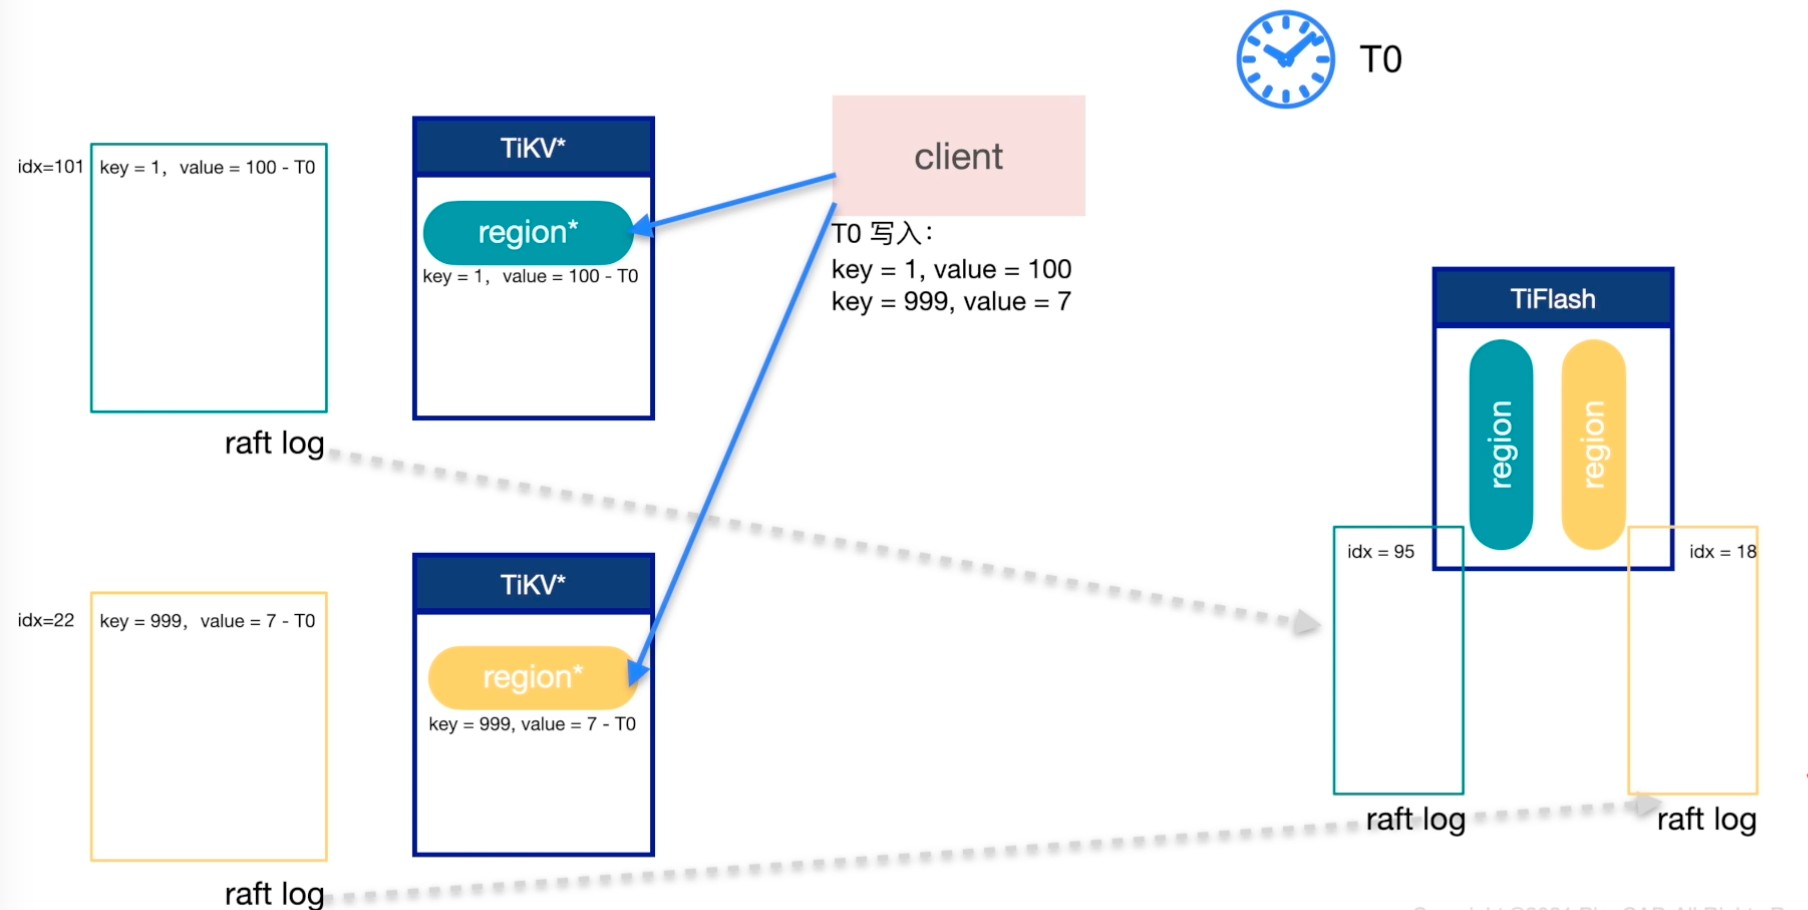 T0
client
TiKV*
idx=101
key = 1, value = 100 - T0
region*
key = 1, value = 100 - T0
T0 写入：
key = 1, value = 100
key = 999, value = 7
TiFlash
region
region
raft log
idx = 95
idx = 18
TiKV*
idx=22
key = 999, value = 7 - T0
region*
key = 999, value = 7 - T0
raft log
raft log
raft log